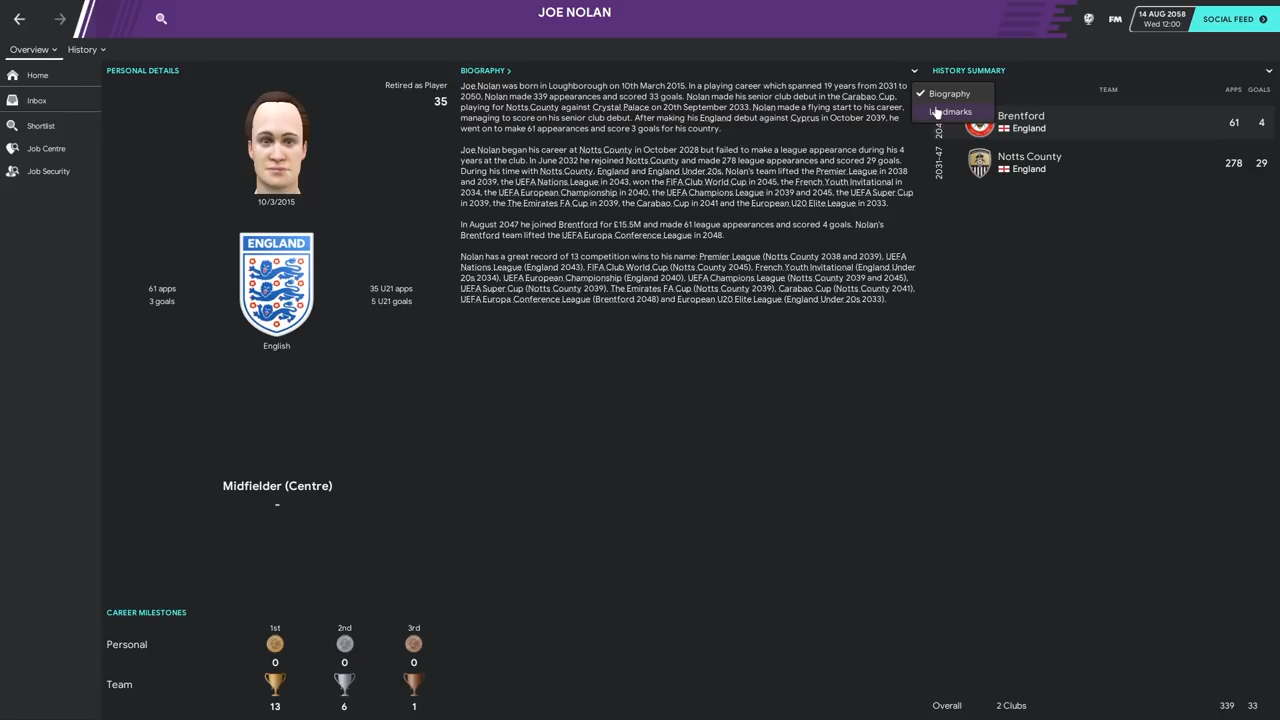 JOE NOLAN
FM
14 AUG 2058
Wed 12:00
SOCIAL FEED
Overview
History
Home
Inbox
Shortlist
Job Centre
Job Security
PERSONAL DETAILS
Retired as Player
35
10/3/2015
ENGLAND
61 apps
3 goals
35 U21 apps
5 U21 goals
English
Midfielder (Centre)
-
CAREER MILESTONES
1st
2nd
3rd
Personal
0
0
0
Team
13
6
1
BIOGRAPHY
Joe Nolan was born in Loughborough on 10th March 2015. In a playing career which spanned 19 years from 2031 to
2050, Nolan made 339 appearances and scored 33 goals. Nolan made his senior club debut in the Carabao Cup,
playing for Notts County against Crystal Palace on 20th September 2033. Nolan made a flying start to his career,
managing to score on his senior club debut. After making his England debut against Cyprus in October 2039, he
went on to make 61 appearances and score 3 goals for his country.
Joe Nolan began his career at Notts County in October 2028 but failed to make a league appearance during his 4
years at the club. In June 2032 he rejoined Notts County and made 278 league appearances and scored 29 goals.
During his time with Notts County, England and England Under 20s, Nolan's team lifted the Premier League in 2038
and 2039, the UEFA Nations League in 2043, won the FIFA Club World Cup in 2045, the French Youth Invitational in
2034, the UEFA European Championship in 2040, the UEFA Champions League in 2039 and 2045, the UEFA Super Cup
in 2039, the The Emirates FA Cup in 2039, the Carabao Cup in 2041 and the European U20 Elite League in 2033.
In August 2047 he joined Brentford for £15.5M and made 61 league appearances and scored 4 goals. Nolan's
Brentford team lifted the UEFA Europa Conference League in 2048.
Nolan has a great record of 13 competition wins to his name: Premier League (Notts County 2038 and 2039), UEFA
Nations League (England 2043), FIFA Club World Cup (Notts County 2045), French Youth Invitational (England Under
20s 2034), UEFA European Championship (England 2040), UEFA Champions League (Notts County 2039 and 2045),
UEFA Super Cup (Notts County 2039), The Emirates FA Cup (Notts County 2039), Carabao Cup (Notts County 2041),
UEFA Europa Conference League (Brentford 2048) and European U20 Elite League (England Under 20s 2033).
Biography
HISTORY SUMMARY
TEAM
APPS
GOALS
Brentford
England
61
4
2031-47
Notts County
England
278
29
Overall
2 Clubs
339
33